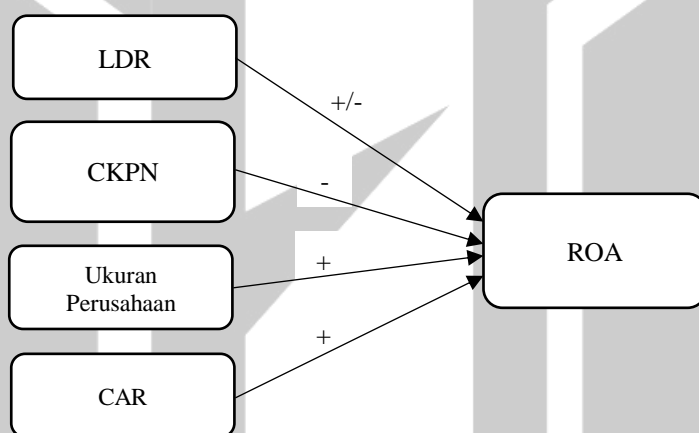 LDR
+/-
CKPN
-
Ukuran
Perusahaan
+
ROA
CAR
+